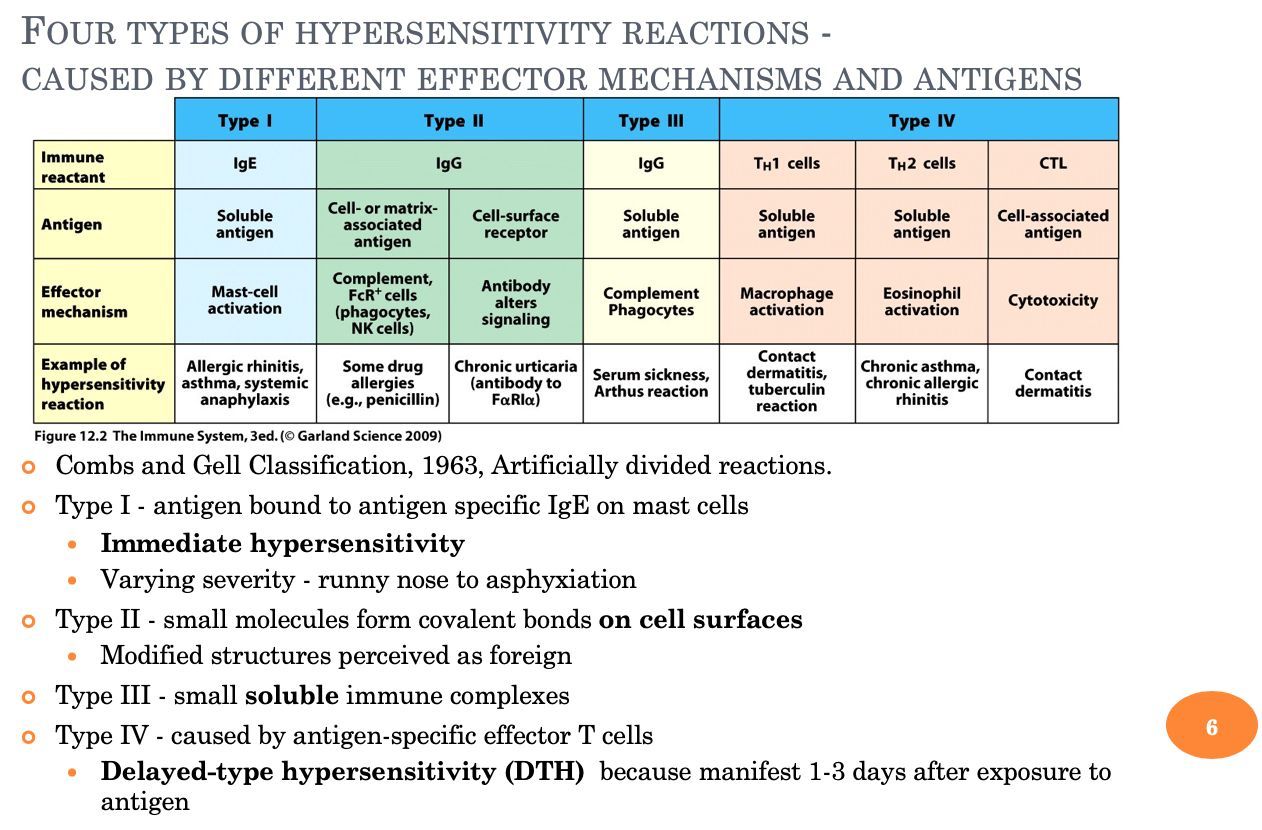 FOUR TYPES OF HYPERSENSITIVITY REACTIONS -
CAUSED BY DIFFERENT EFFECTOR MECHANISMS AND ANTIGENS
Type I Type II Type III Type IV
Immune reactant IgE IgG IgG TH1 cells TH2 cells CTL
Antigen Soluble antigen Cell- or matrix-associated antigen Cell-surface receptor Soluble antigen Soluble antigen Soluble antigen Cell-associated antigen
Effector mechanism Mast-cell activation Complement, FcR+ cells (phagocytes, NK cells) Antibody alters signaling Complement Phagocytes Macrophage activation Eosinophil activation Cytotoxicity
Example of hypersensitivity reaction Allergic rhinitis, asthma, systemic anaphylaxis Some drug allergies (e.g., penicillin) Chronic urticaria (antibody to FαRIα) Serum sickness, Arthus reaction Contact dermatitis, tuberculin reaction Chronic asthma, chronic allergic rhinitis Contact dermatitis
Figure 12.2 The Immune System, 3ed. (© Garland Science 2009)
Combs and Gell Classification, 1963, Artificially divided reactions.
Type I - antigen bound to antigen specific IgE on mast cells
Immediate hypersensitivity
Varying severity - runny nose to asphyxiation
Type II - small molecules form covalent bonds on cell surfaces
Modified structures perceived as foreign
Type III - small soluble immune complexes
Type IV - caused by antigen-specific effector T cells
Delayed-type hypersensitivity (DTH) because manifest 1-3 days after exposure to
antigen
6